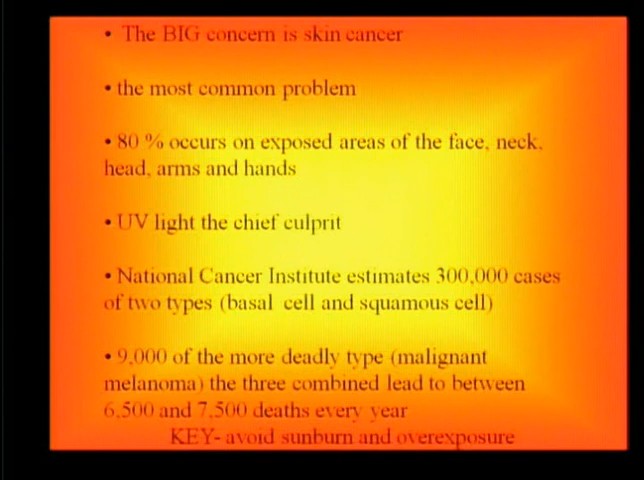 • The BIG concern is skin cancer
• the most common problem
• 80 % occurs on exposed areas of the face, neck,
head, arms and hands
• UV light the chief culprit
• National Cancer Institute estimates 300,000 cases
of two types (basal cell and squamous cell)
• 9,000 of the more deadly type (malignant
melanoma) the three combined lead to between
6,500 and 7,500 deaths every year
KEY- avoid sunburn and overexposure